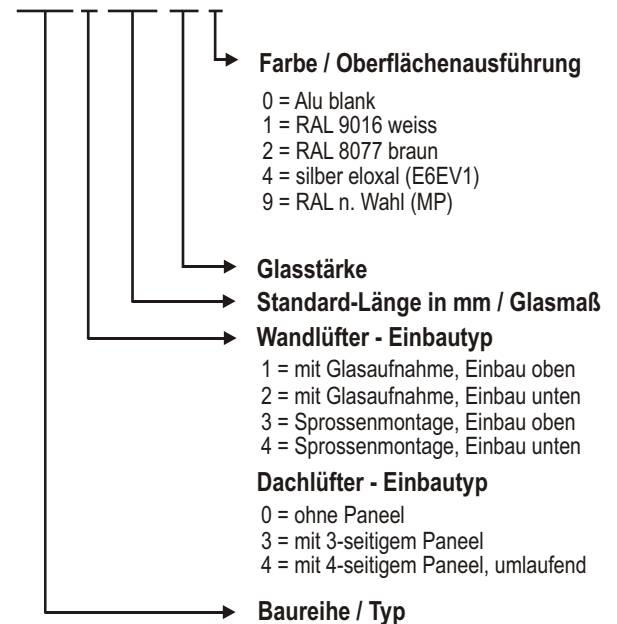 Farbe / Oberflächenausführung
0 = Alu blank
1 = RAL 9016 weiss
2 = RAL 8077 braun
4 = silber eloxal (E6EV1)
9 = RAL n. Wahl (MP)
Glasstärke
Standard-Länge in mm / Glasmaß
Wandlüfter - Einbautyp
1 = mit Glasaufnahme, Einbau oben
2 = mit Glasaufnahme, Einbau unten
3 = Sprossenmontage, Einbau oben
4 = Sprossenmontage, Einbau unten
Dachlüfter - Einbautyp
0 = ohne Paneel
3 = mit 3-seitigem Paneel
4 = mit 4-seitigem Paneel, umlaufend
Baureihe / Typ